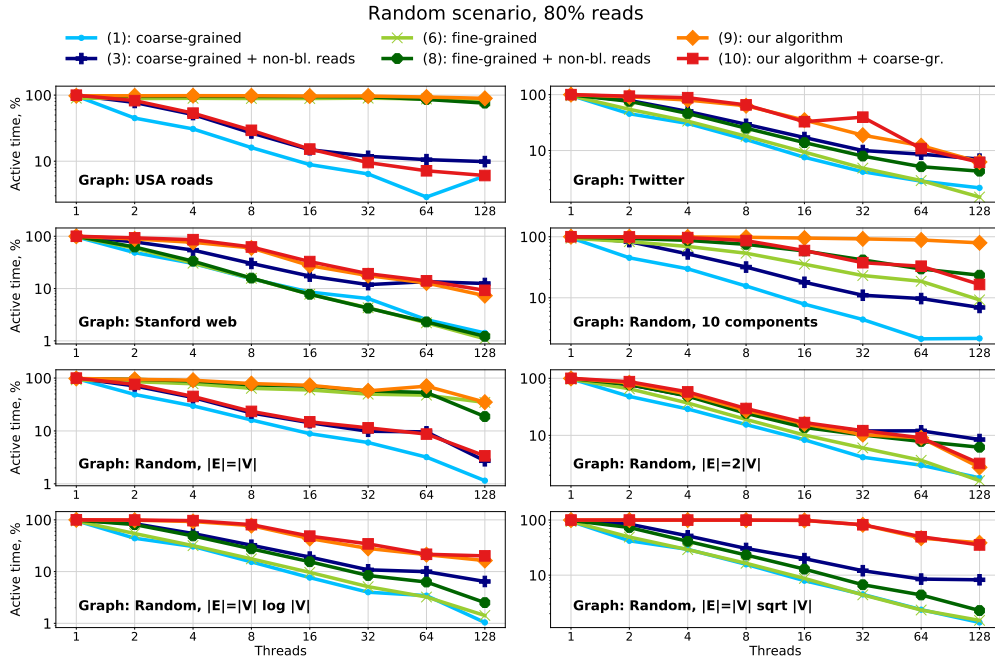 Random scenario, 80% reads
(1): coarse-grained
(6): fine-grained
(9): our algorithm
(3): coarse-grained + non-bl. reads
(8): fine-grained + non-bl. reads
(10): our algorithm + coarse-gr.
Active time, %
100
10
Graph: USA roads
1 2 4 8 16 32 64 128
100
10
Graph: Twitter
1 2 4 8 16 32 64 128
Active time, %
100
10
1
Graph: Stanford web
1 2 4 8 16 32 64 128
100
10
Graph: Random, 10 components
1 2 4 8 16 32 64 128
Active time, %
100
10
1
Graph: Random, |E|=|V|
1 2 4 8 16 32 64 128
100
10
Graph: Random, |E|=2|V|
1 2 4 8 16 32 64 128
Active time, %
100
10
1
Graph: Random, |E|=|V| log |V|
1 2 4 8 16 32 64 128
Threads
100
10
Graph: Random, |E|=|V| sqrt |V|
1 2 4 8 16 32 64 128
Threads